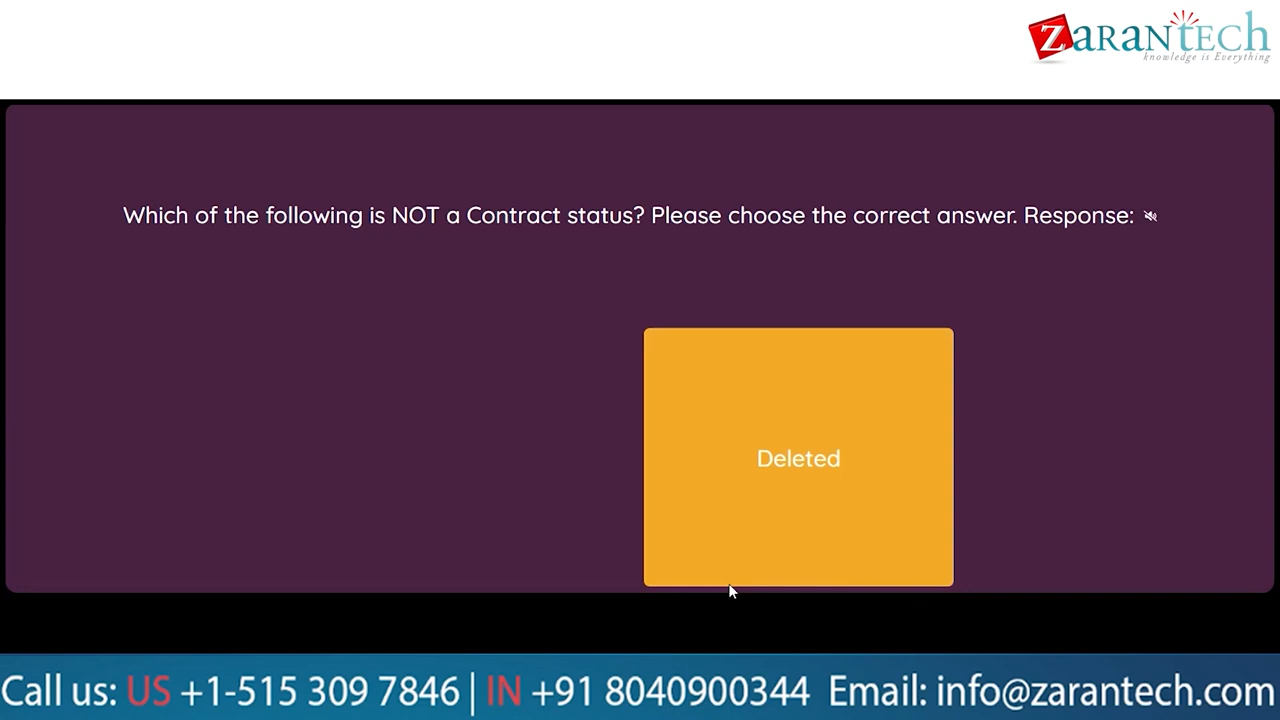 ZARANTECH
knowledge is Everything
Which of the following is NOT a Contract status? Please choose the correct answer. Response:
Deleted
Call us: US +1-515 309 7846 | IN +91 8040900344 Email: info@zarantech.com